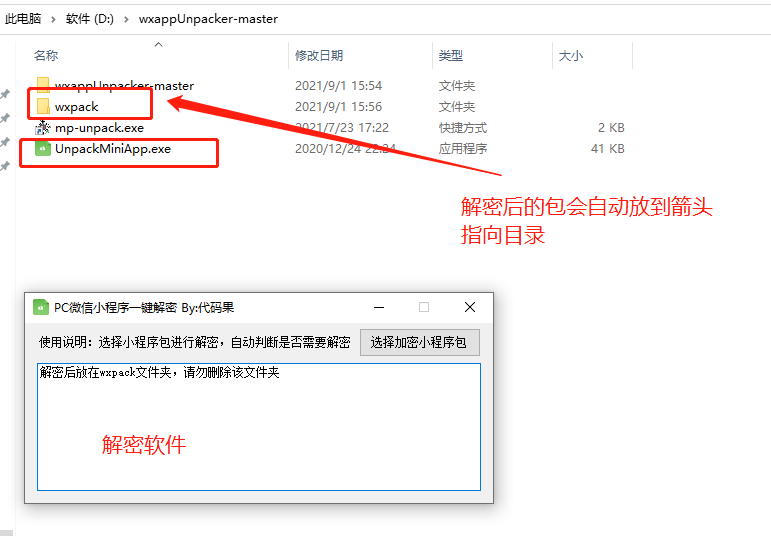 此电脑 > 软件 (D:) > wxappUnpacker-master
名称 修改日期 类型 大小
wxappUnpacker-master 2021/9/1 15:54 文件夹
wxpack 2021/9/1 15:56 文件夹
mp-unpack.exe 2021/7/23 17:22 快捷方式 2 KB
UnpackMiniApp.exe 2020/12/24 22:24 应用程序 41 KB
解密后的包会自动放到箭头
指向目录
PC微信小程序一键解密 By:代码果
使用说明：选择小程序包进行解密，自动判断是否需要解密 选择加密小程序包
解密后放在wxpack文件夹，请勿删除该文件夹
解密软件